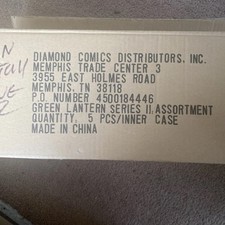 DIAMOND COMICS DISTRIBUTORS, INC.
MEMPHIS TRADE CENTER 3
3955 EAST HOLMES ROAD
MEMPHIS, TN 38118
P.O. NUMBER 4500184446
GREEN LANTERN SERIES II ASSORTMENT
QUANTITY, 5 PCS/INNER CASE
MADE IN CHINA